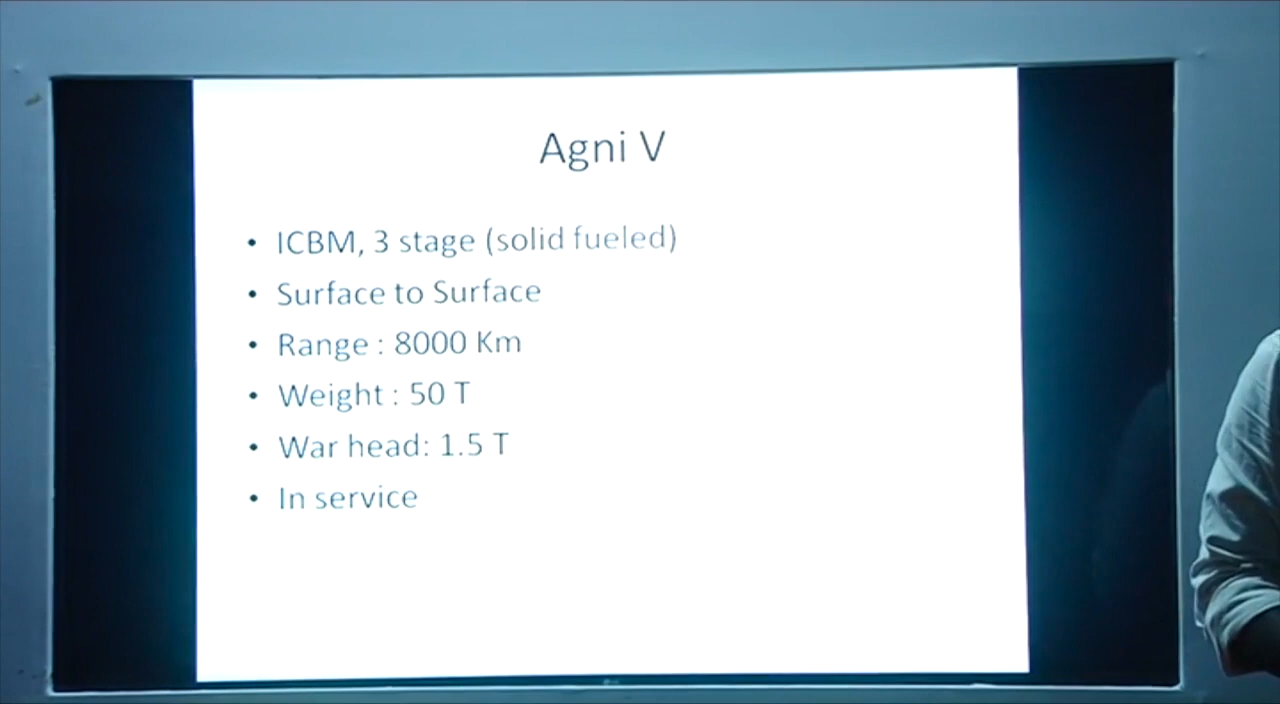 Agni V
• ICBM, 3 stage (solid fueled)
• Surface to Surface
• Range : 8000 Km
• Weight : 50 T
• War head: 1.5 T
• In service